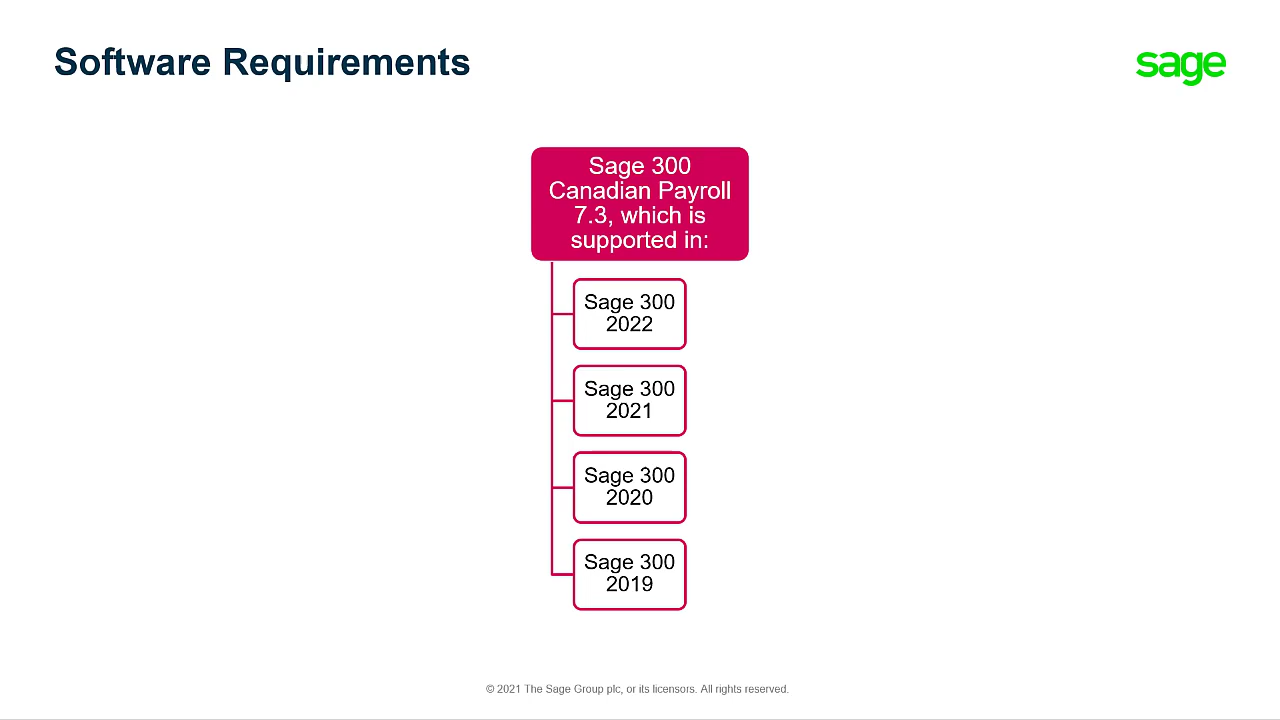 Software Requirements
sage
Sage 300
Canadian Payroll
7.3, which is
supported in:
Sage 300
2022
Sage 300
2021
Sage 300
2020
Sage 300
2019
© 2021 The Sage Group plc, or its licensors. All rights reserved.